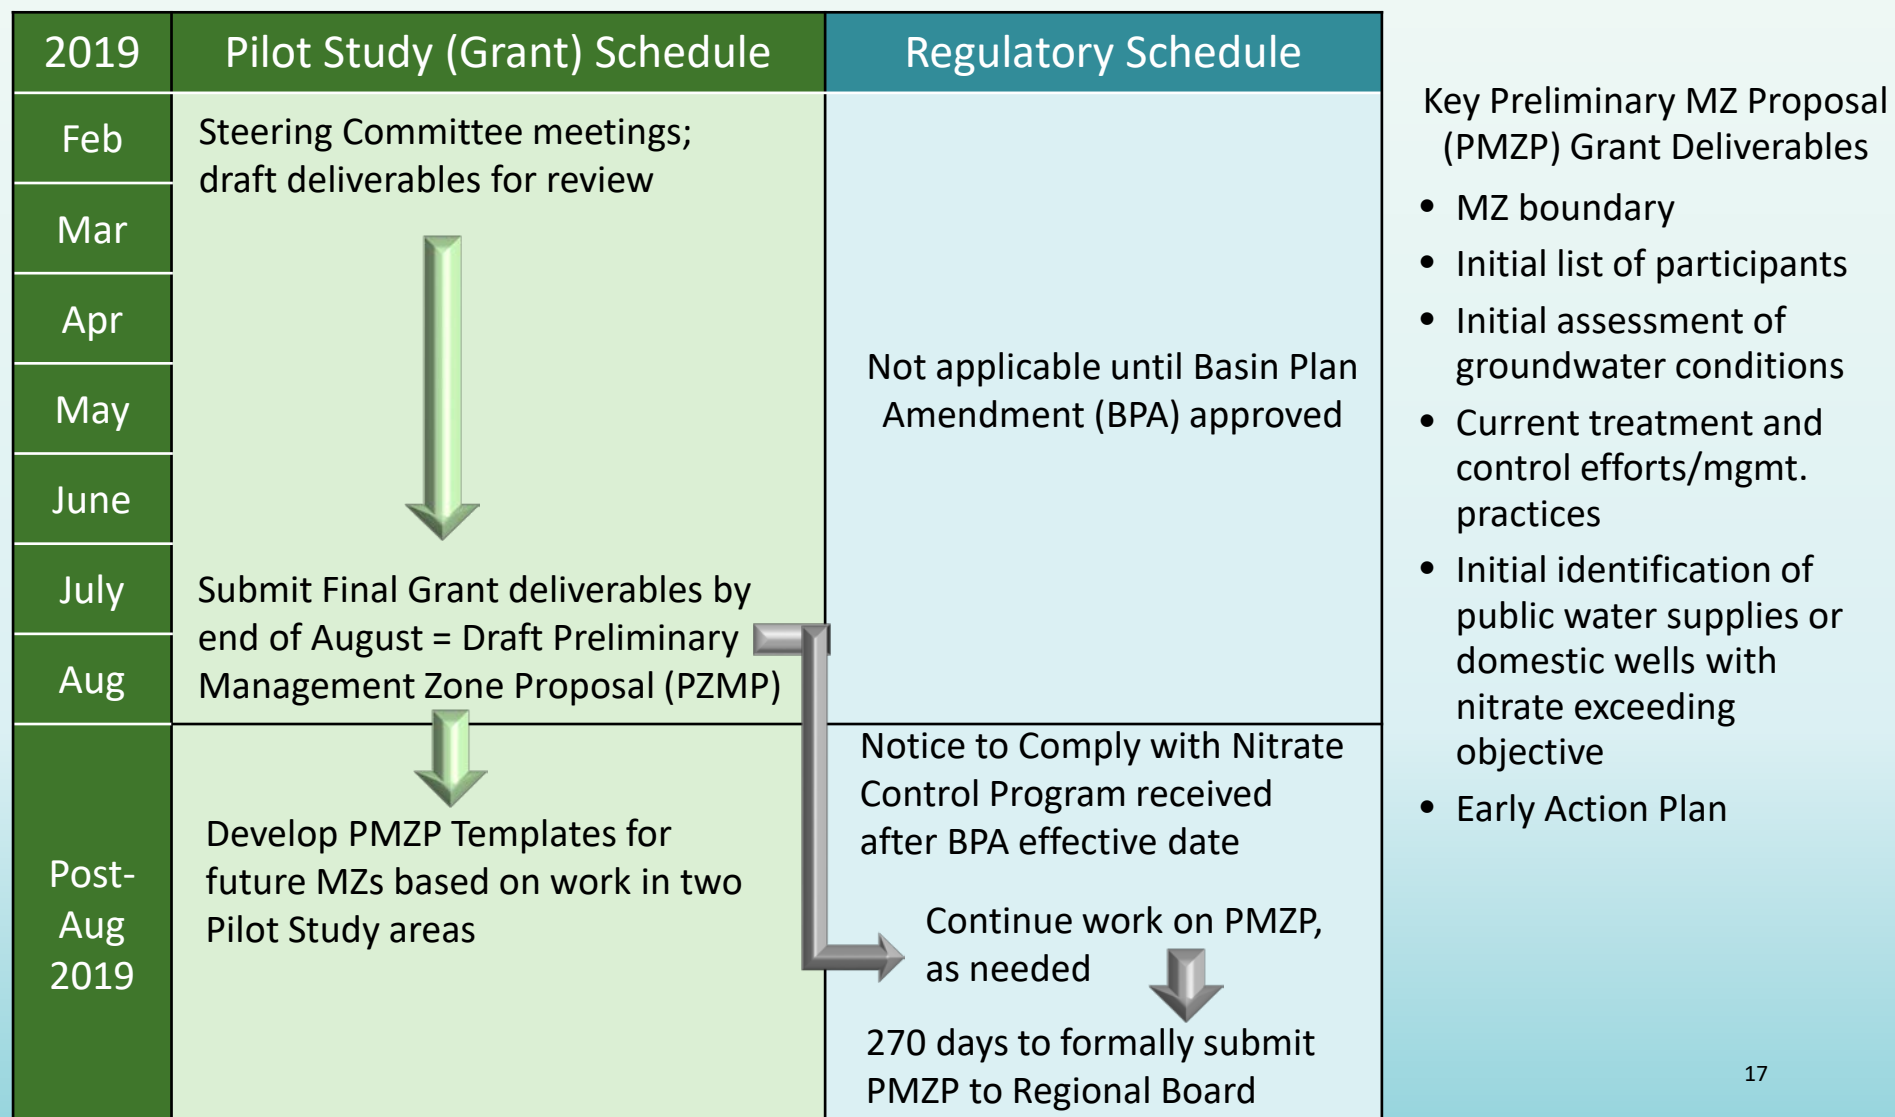 2019
Pilot Study (Grant) Schedule
Regulatory Schedule
Feb
Mar
Apr
May
June
July
Aug
Post-
Aug
2019
Steering Committee meetings;
draft deliverables for review
Submit Final Grant deliverables by
end of August = Draft Preliminary
Management Zone Proposal (PZMP)
Develop PMZP Templates for
future MZs based on work in two
Pilot Study areas
Not applicable until Basin Plan
Amendment (BPA) approved
Notice to Comply with Nitrate
Control Program received
after BPA effective date
Continue work on PMZP,
as needed
270 days to formally submit
PMZP to Regional Board
Key Preliminary MZ Proposal
(PMZP) Grant Deliverables
• MZ boundary
• Initial list of participants
• Initial assessment of
groundwater conditions
• Current treatment and
control efforts/mgmt.
practices
• Initial identification of
public water supplies or
domestic wells with
nitrate exceeding
objective
• Early Action Plan
17